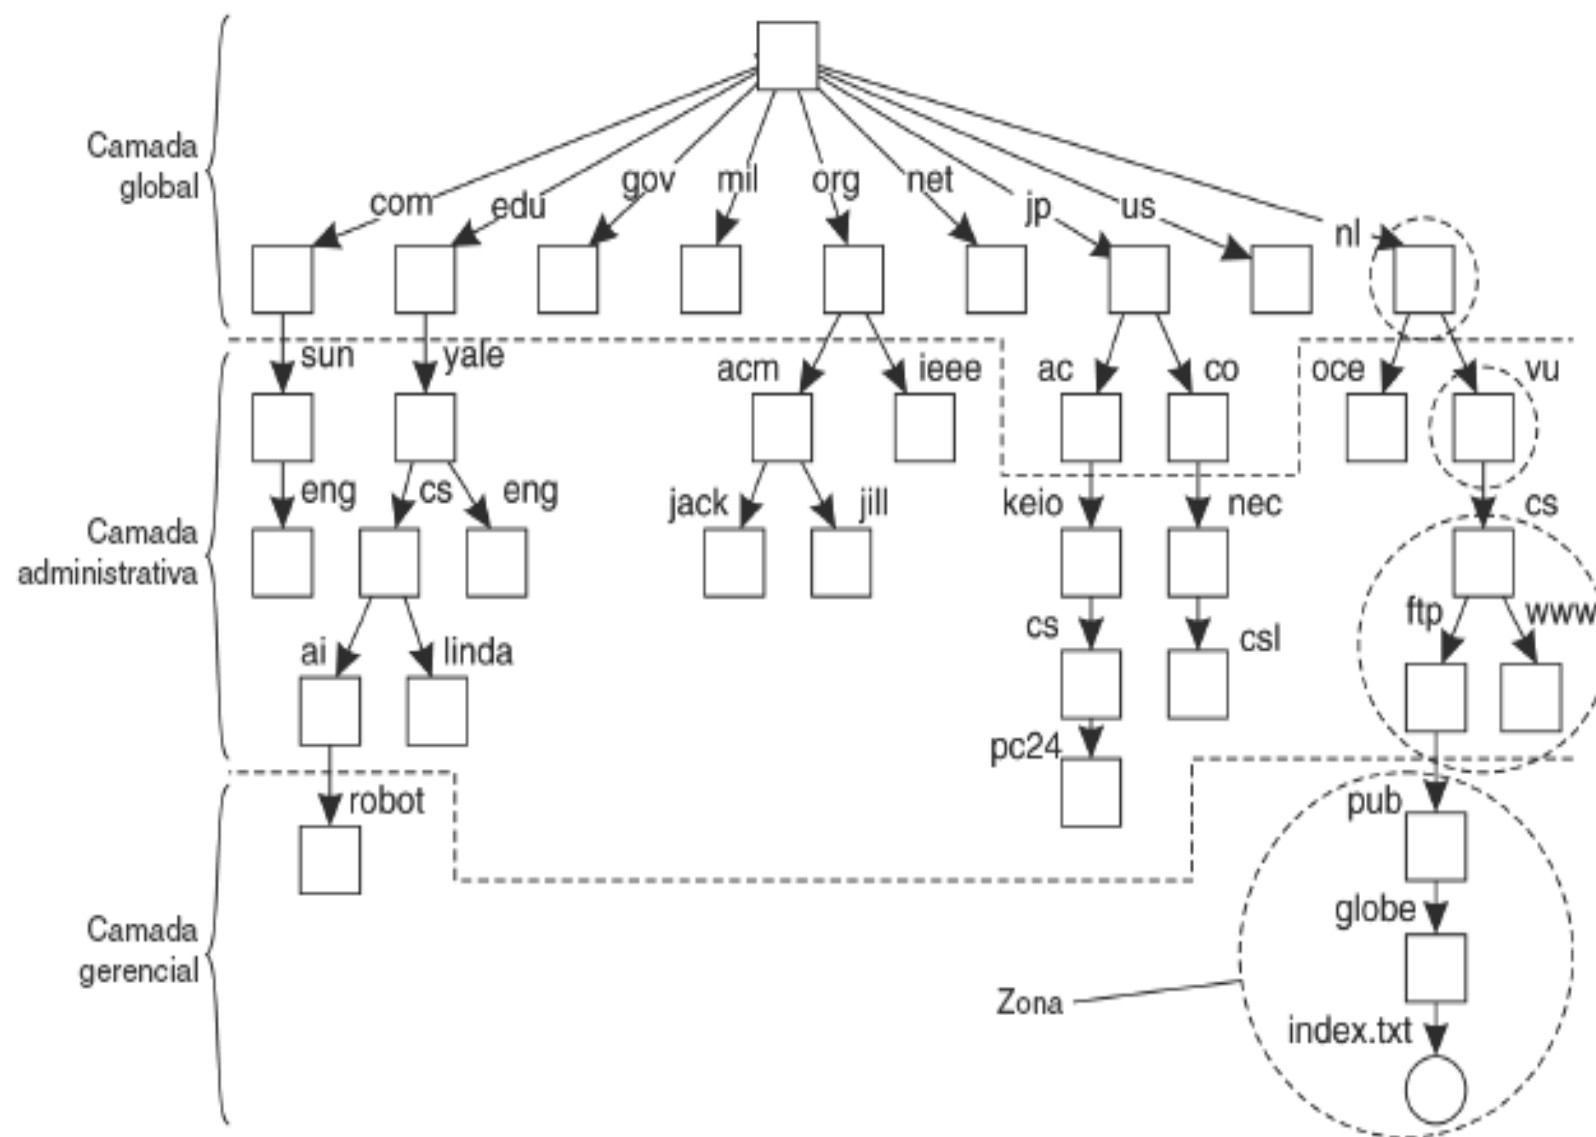 Camada
global
com
edu
gov
mil
org
net
jp
us
nl
sun
yale
acm
ieee
ac
co
oce
vu
Camada
administrativa
eng
cs
eng
jack
jill
keio
nec
cs
ai
linda
cs
csl
ftp
www
pc24
robot
pub
Camada
gerencial
globe
Zona
index.txt